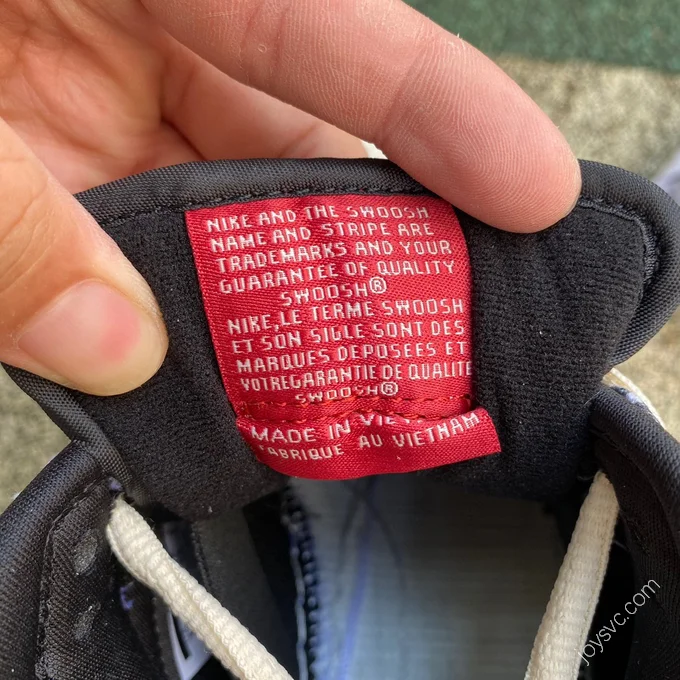 NIKE AND THE SWOOSH
NAME AND STRIPE ARE
TRADEMARKS AND YOUR
GUARANTEE OF QUALITY
SWOOSH®
NIKE,LE TERME SWOOSH
ET SON SIGLE SONT DES
MARQUES DEPOSEES ET
VOTREGARANTIE DE QUALITE
SWOOSH®
MADE IN VIETNAM
FABRIQUE AU VIETNAM
joysvc.com